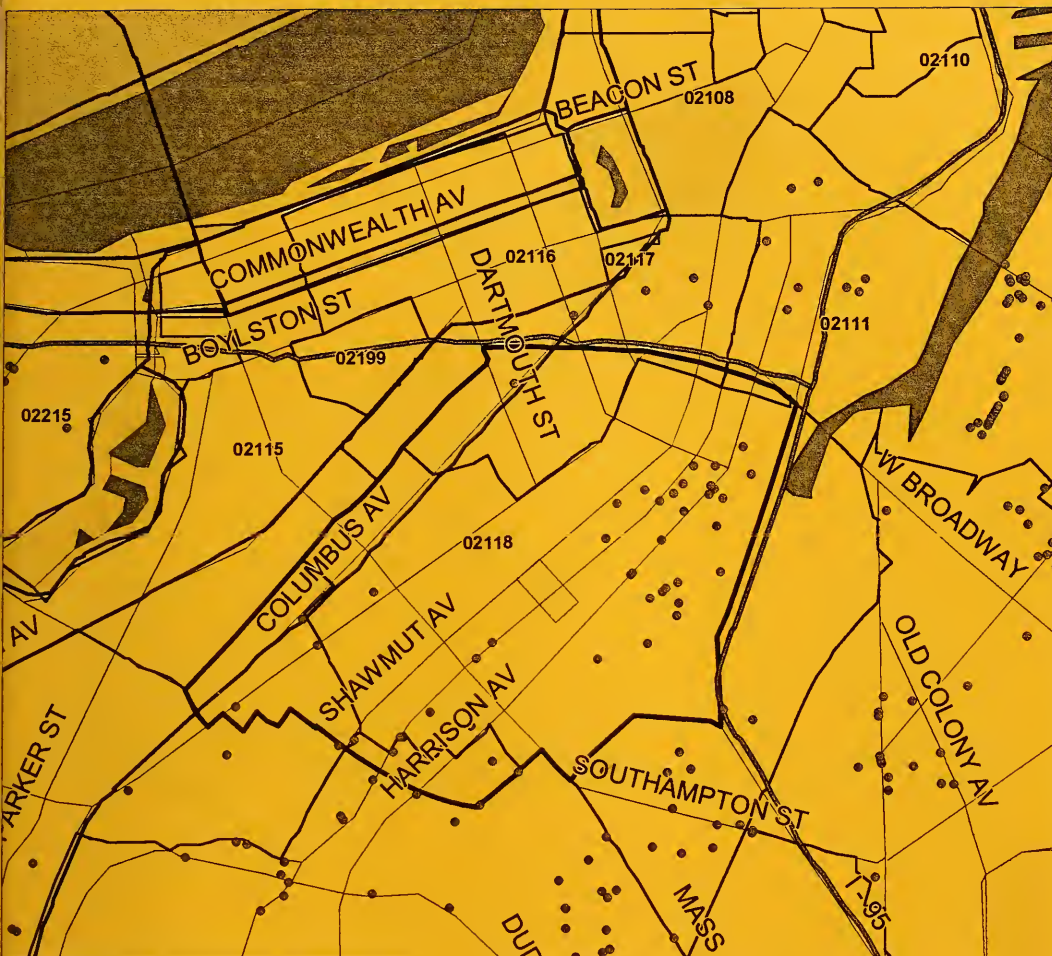 02110
BEACON ST
02108
COMMONWEALTH AV
02116
02117
DARTMOUTH ST
BOYLSTON ST
02111
02199
02215
02115
W BROADWAY
COLUMBUS AV
02118
AV
SHAWMUT AV
OLD COLONY AV
HARRISON AV
PARKER ST
SOUTHAMPTON ST
I-95
MASS
DUD